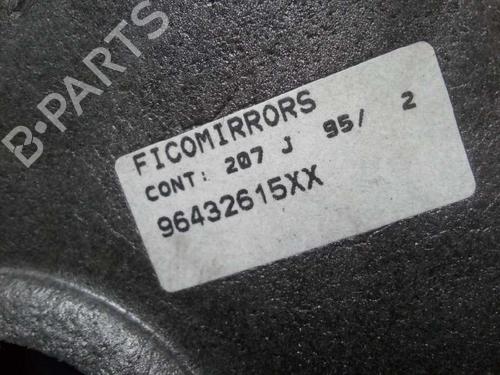 B-PARTS
FICOMIRRORS
CONT: 207 J 95/ 2
96432615XX